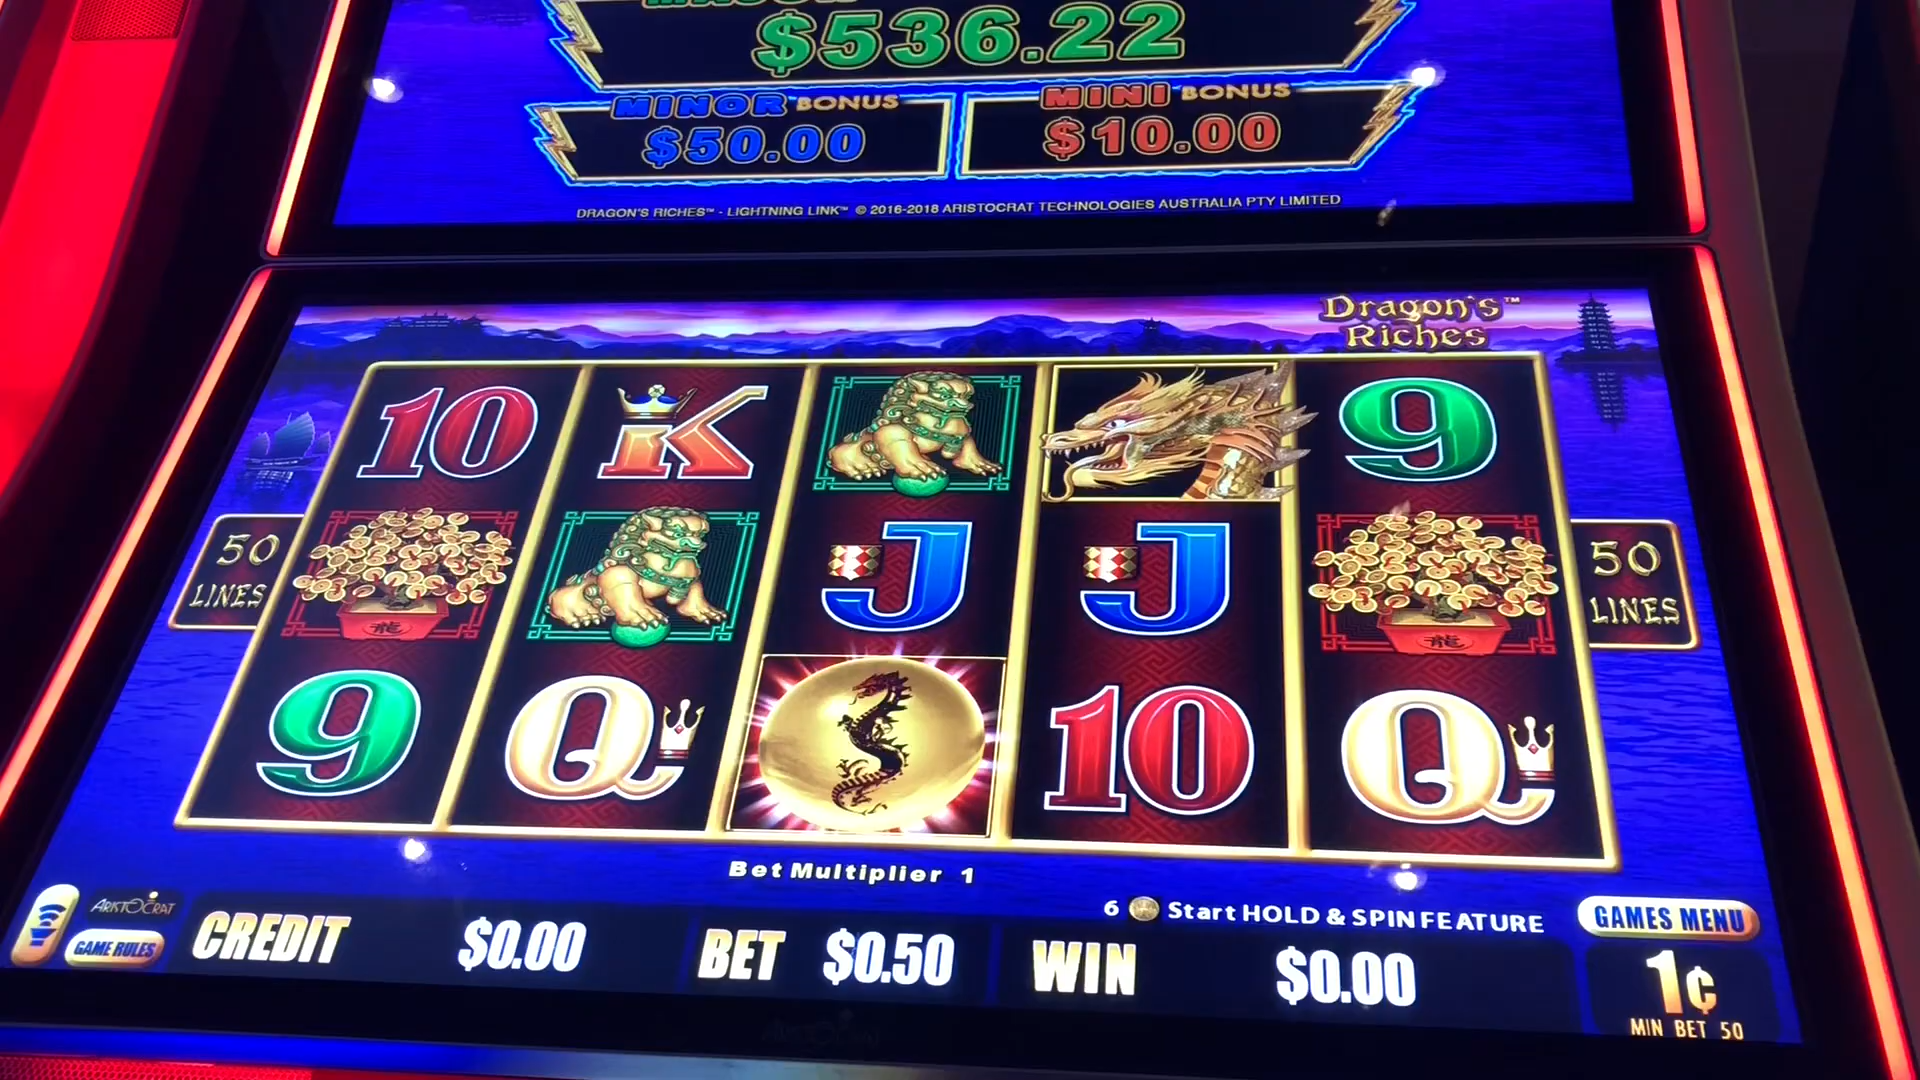 $536.22
MINOR BONUS
$50.00
MINI BONUS
$10.00
DRAGON'S RICHES™ - LIGHTNING LINK™ © 2016-2018 ARISTOCRAT TECHNOLOGIES AUSTRALIA PTY LIMITED
Dragon's™
Riches
10 K 9
50
LINES
J J
50
LINES
9 Q 10 Q
龍 龍
Bet Multiplier 1
6 Start HOLD & SPIN FEATURE
ARISTOCRAT
GAME RULES
CREDIT $0.00
BET $0.50
WIN $0.00
GAMES MENU
1¢
MIN BET 50
ARISTOCRAT